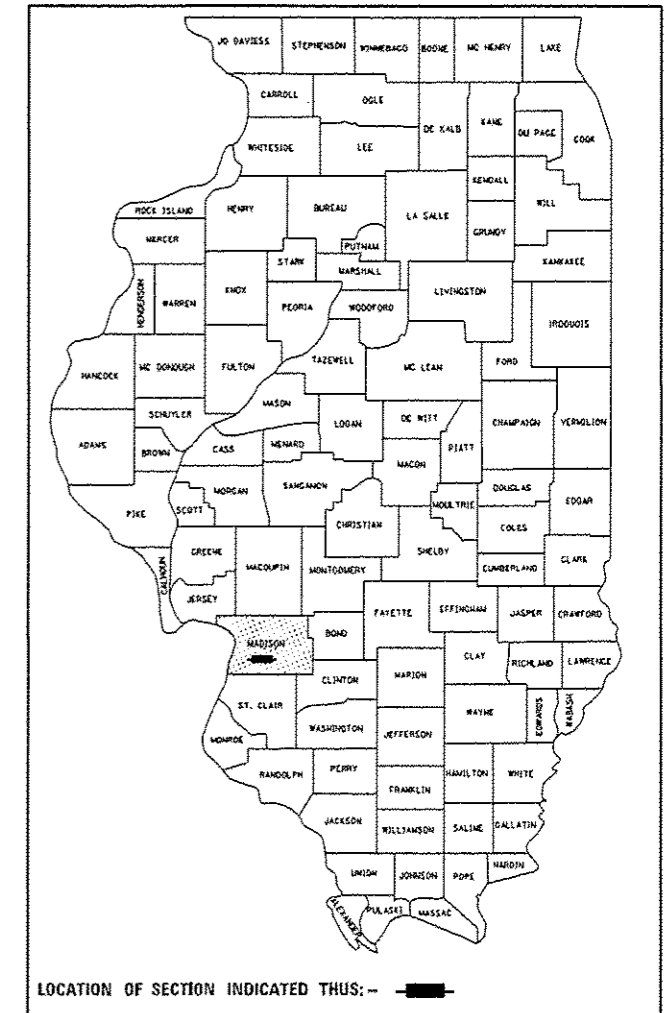 JO DAVIESS
STEPHENSON
WINNEBAGO
BOONE
MC HENRY
LAKE
CARROLL
OGLE
DE KALB
KANE
DU PAGE
COOK
WHITESIDE
LEE
KENDALL
WILL
ROCK ISLAND
HENRY
BUREAU
LA SALLE
GRUNDY
MERCER
PUTNAM
KANKAKEE
STARK
MARSHALL
HENDERSON
WARREN
KNOX
PEORIA
WOODFORD
LIVINGSTON
IROQUOIS
HANCOCK
MC DONOUGH
FULTON
TAZEWELL
MC LEAN
FORD
MASON
SCHUYLER
LOGAN
DE WITT
CHAMPAIGN
VERMILION
ADAMS
BROWN
CASS
MENARD
PIATT
MACON
MORGAN
SANGAMON
DOUGLAS
EDGAR
PIKE
SCOTT
CHRISTIAN
MOULTRIE
COLES
GREENE
MACOUPIN
MONTGOMERY
SHELBY
CLARK
CALHOUN
CUMBERLAND
JERSEY
FAYETTE
EFFINGHAM
JASPER
CRAWFORD
MADISON
BOND
CLAY
RICHLAND
LAWRENCE
CLINTON
MARION
ST. CLAIR
WAYNE
EDWARDS
WABASH
MONROE
WASHINGTON
JEFFERSON
RANDOLPH
PERRY
HAMILTON
WHITE
FRANKLIN
JACKSON
WILLIAMSON
SALINE
GALLATIN
UNION
JOHNSON
POPE
HARDIN
ALEXANDER
PULASKI
MASSAC
LOCATION OF SECTION INDICATED THUS: -